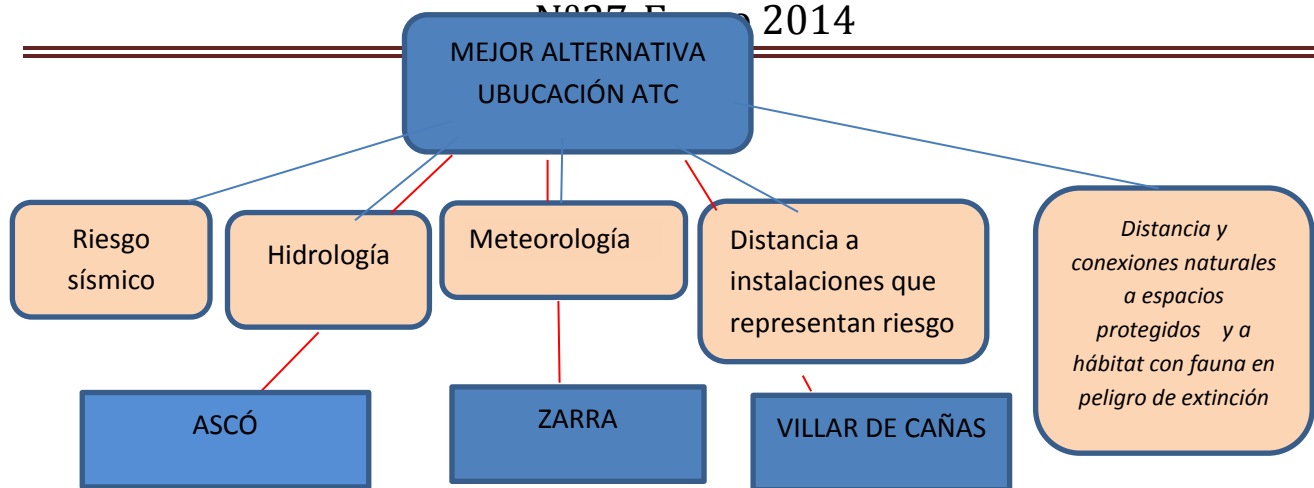 2014
MEJOR ALTERNATIVA
UBUCACIÓN ATC
Riesgo
sísmico
Hidrología
Meteorología
Distancia a
instalaciones que
representan riesgo
Distancia y
conexiones naturales
a espacios
protegidos y a
hábitat con fauna en
peligro de extinción
ASCÓ
ZARRA
VILLAR DE CAÑAS